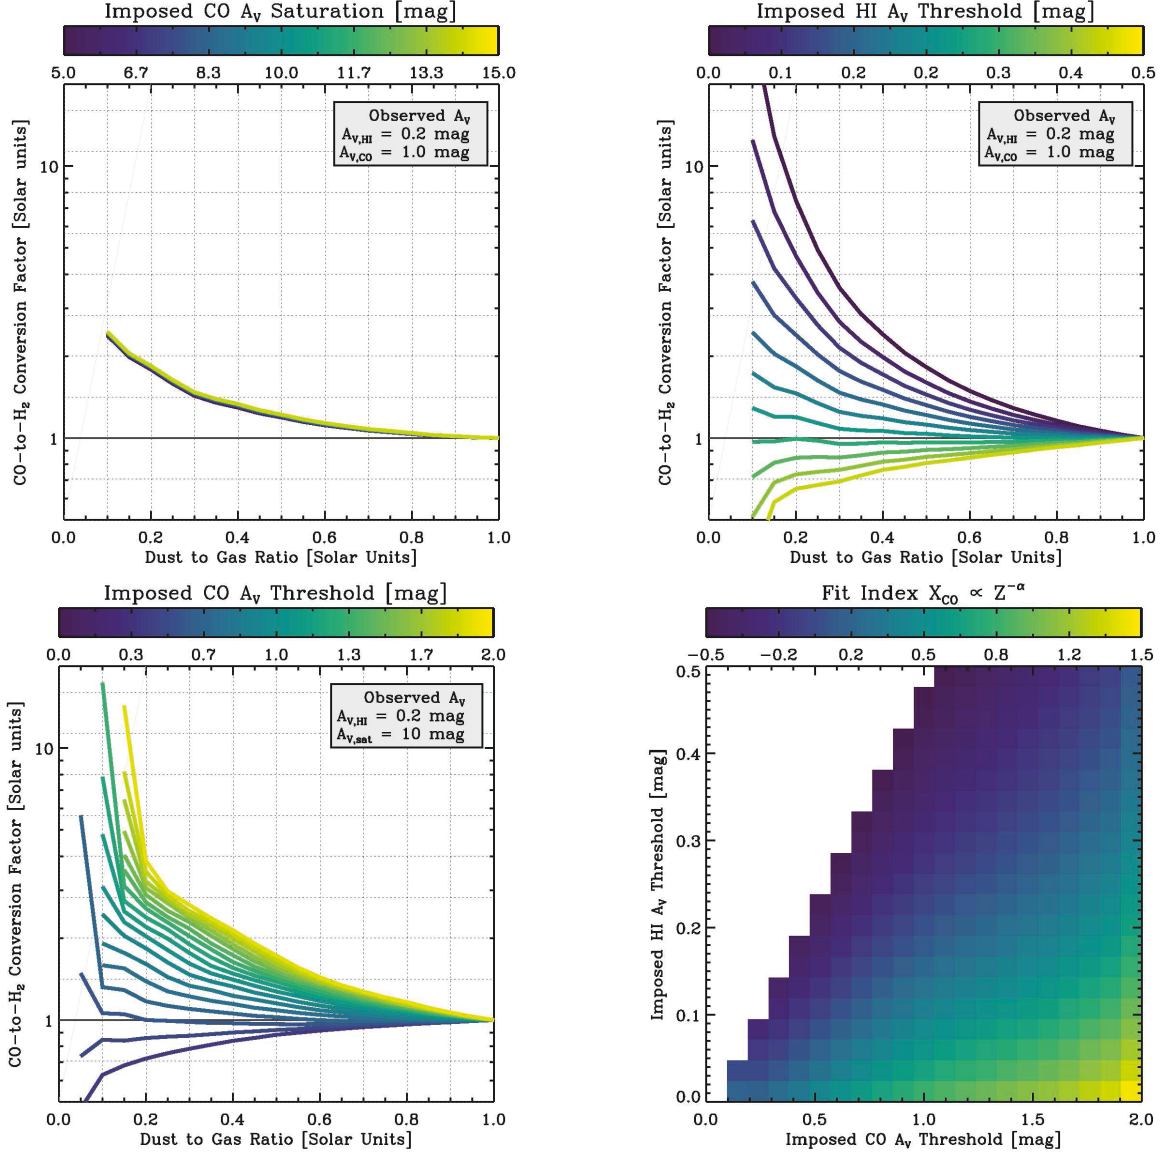 Imposed CO A_V Saturation [mag]
5.0 6.7 8.3 10.0 11.7 13.3 15.0
Observed A_V
A_V,HI = 0.2 mag
A_V,CO = 1.0 mag
CO-to-H_2 Conversion Factor [Solar units]
10
1
0.0 0.2 0.4 0.6 0.8 1.0
Dust to Gas Ratio [Solar Units]
Imposed HI A_V Threshold [mag]
0.0 0.1 0.2 0.2 0.3 0.4 0.5
Observed A_V
A_V,HI = 0.2 mag
A_V,CO = 1.0 mag
CO-to-H_2 Conversion Factor [Solar units]
10
1
0.0 0.2 0.4 0.6 0.8 1.0
Dust to Gas Ratio [Solar Units]
Imposed CO A_V Threshold [mag]
0.0 0.3 0.7 1.0 1.3 1.7 2.0
Observed A_V
A_V,HI = 0.2 mag
A_V,sat = 10 mag
CO-to-H_2 Conversion Factor [Solar units]
10
1
0.0 0.2 0.4 0.6 0.8 1.0
Dust to Gas Ratio [Solar Units]
Fit Index X_CO ∝ Z^−α
−0.5 −0.2 0.2 0.5 0.8 1.2 1.5
Imposed HI A_V Threshold [mag]
0.5
0.4
0.3
0.2
0.1
0.0
0.0 0.5 1.0 1.5 2.0
Imposed CO A_V Threshold [mag]